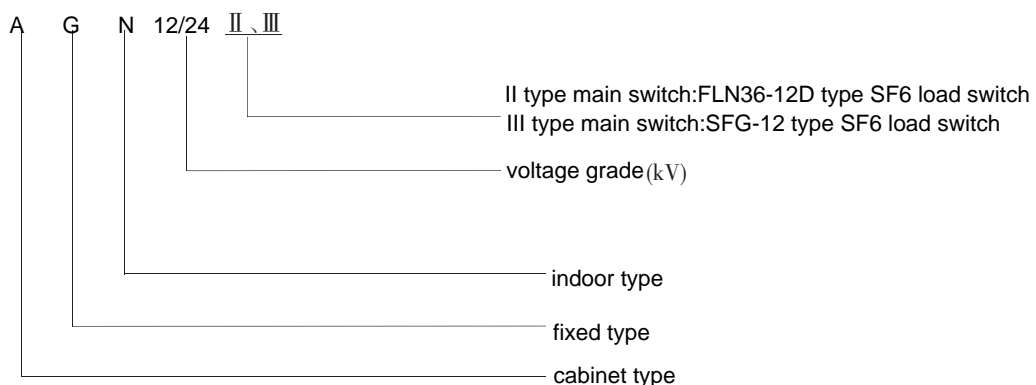 A G N 12/24 Ⅱ、Ⅲ
II type main switch:FLN36-12D type SF6 load switch
III type main switch:SFG-12 type SF6 load switch
voltage grade(kV)
indoor type
fixed type
cabinet type